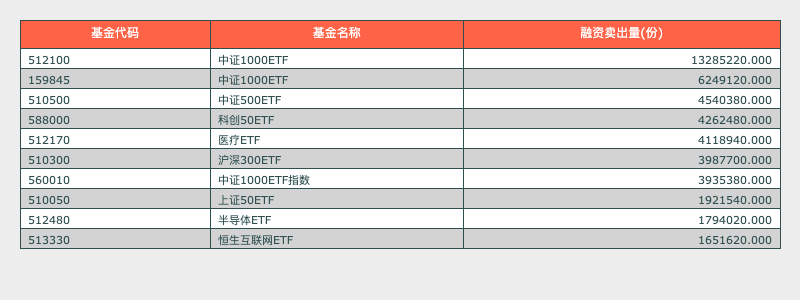 基金代码 基金名称 融资卖出量(份)
512100 中证1000ETF 13285220.000
159845 中证1000ETF 6249120.000
510500 中证500ETF 4540380.000
588000 科创50ETF 4262480.000
512170 医疗ETF 4118940.000
510300 沪深300ETF 3987700.000
560010 中证1000ETF指数 3935380.000
510050 上证50ETF 1921540.000
512480 半导体ETF 1794020.000
513330 恒生互联网ETF 1651620.000